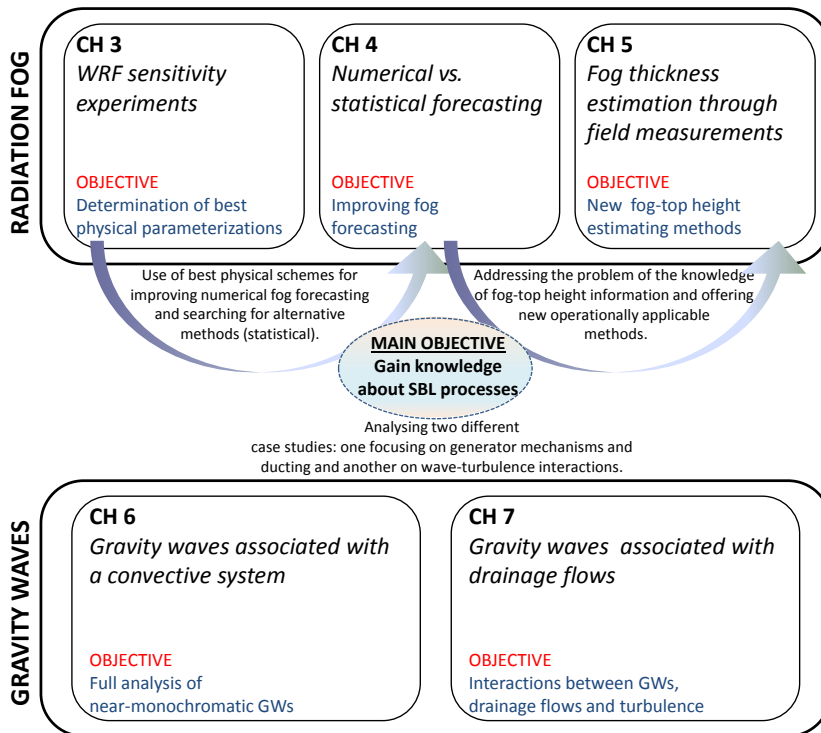 RADIATION FOG
CH 3
WRF sensitivity
experiments
OBJECTIVE
Determination of best
physical parameterizations
CH 4
Numerical vs.
statistical forecasting
OBJECTIVE
Improving fog
forecasting
CH 5
Fog thickness
estimation through
field measurements
OBJECTIVE
New fog-top height
estimating methods
Use of best physical schemes for
improving numerical fog forecasting
and searching for alternative
methods (statistical).
Addressing the problem of the knowledge
of fog-top height information and offering
new operationally applicable
methods.
MAIN OBJECTIVE
Gain knowledge
about SBL processes
Analysing two different
case studies: one focusing on generator mechanisms and
ducting and another on wave-turbulence interactions.
GRAVITY WAVES
CH 6
Gravity waves associated with
a convective system
OBJECTIVE
Full analysis of
near-monochromatic GWs
CH 7
Gravity waves associated with
drainage flows
OBJECTIVE
Interactions between GWs,
drainage flows and turbulence